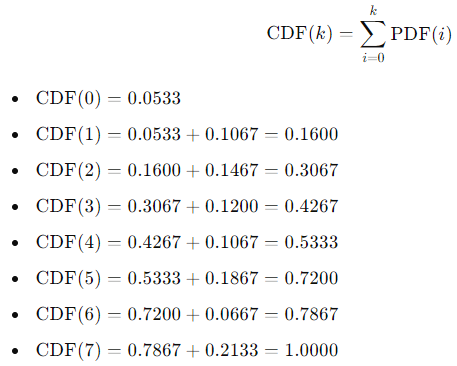 CDF(k) = ∑_{i=0}^{k} PDF(i)
• CDF(0) = 0.0533
• CDF(1) = 0.0533 + 0.1067 = 0.1600
• CDF(2) = 0.1600 + 0.1467 = 0.3067
• CDF(3) = 0.3067 + 0.1200 = 0.4267
• CDF(4) = 0.4267 + 0.1067 = 0.5333
• CDF(5) = 0.5333 + 0.1867 = 0.7200
• CDF(6) = 0.7200 + 0.0667 = 0.7867
• CDF(7) = 0.7867 + 0.2133 = 1.0000